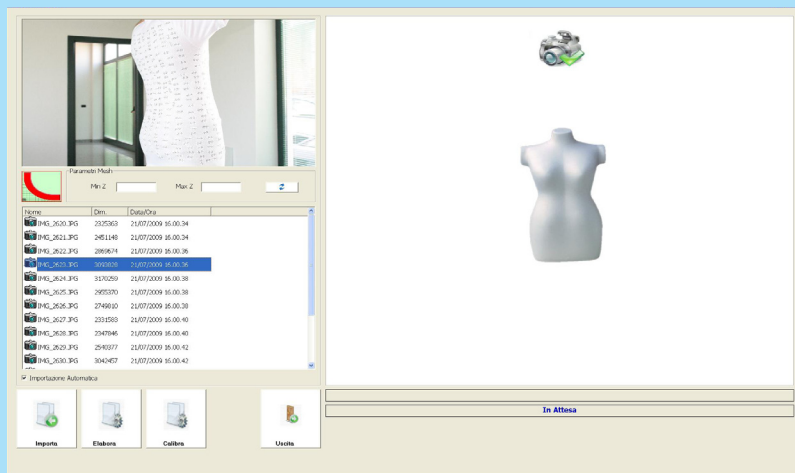 Parametri Mesh
Min Z Max Z
Nome Dim. Data/Ora
IMG_2620.JPG 2325363 21/07/2009 16.00.34
IMG_2621.JPG 2451148 21/07/2009 16.00.34
IMG_2622.JPG 2869674 21/07/2009 16.00.36
IMG_2623.JPG 3093828 21/07/2009 16.00.36
IMG_2624.JPG 3170259 21/07/2009 16.00.38
IMG_2625.JPG 2955370 21/07/2009 16.00.38
IMG_2626.JPG 2749810 21/07/2009 16.00.38
IMG_2627.JPG 2331583 21/07/2009 16.00.40
IMG_2628.JPG 2347846 21/07/2009 16.00.40
IMG_2629.JPG 2540377 21/07/2009 16.00.42
IMG_2630.JPG 3042457 21/07/2009 16.00.42
Importazione Automatica
In Attesa
Importa Elabora Calibra Uscita